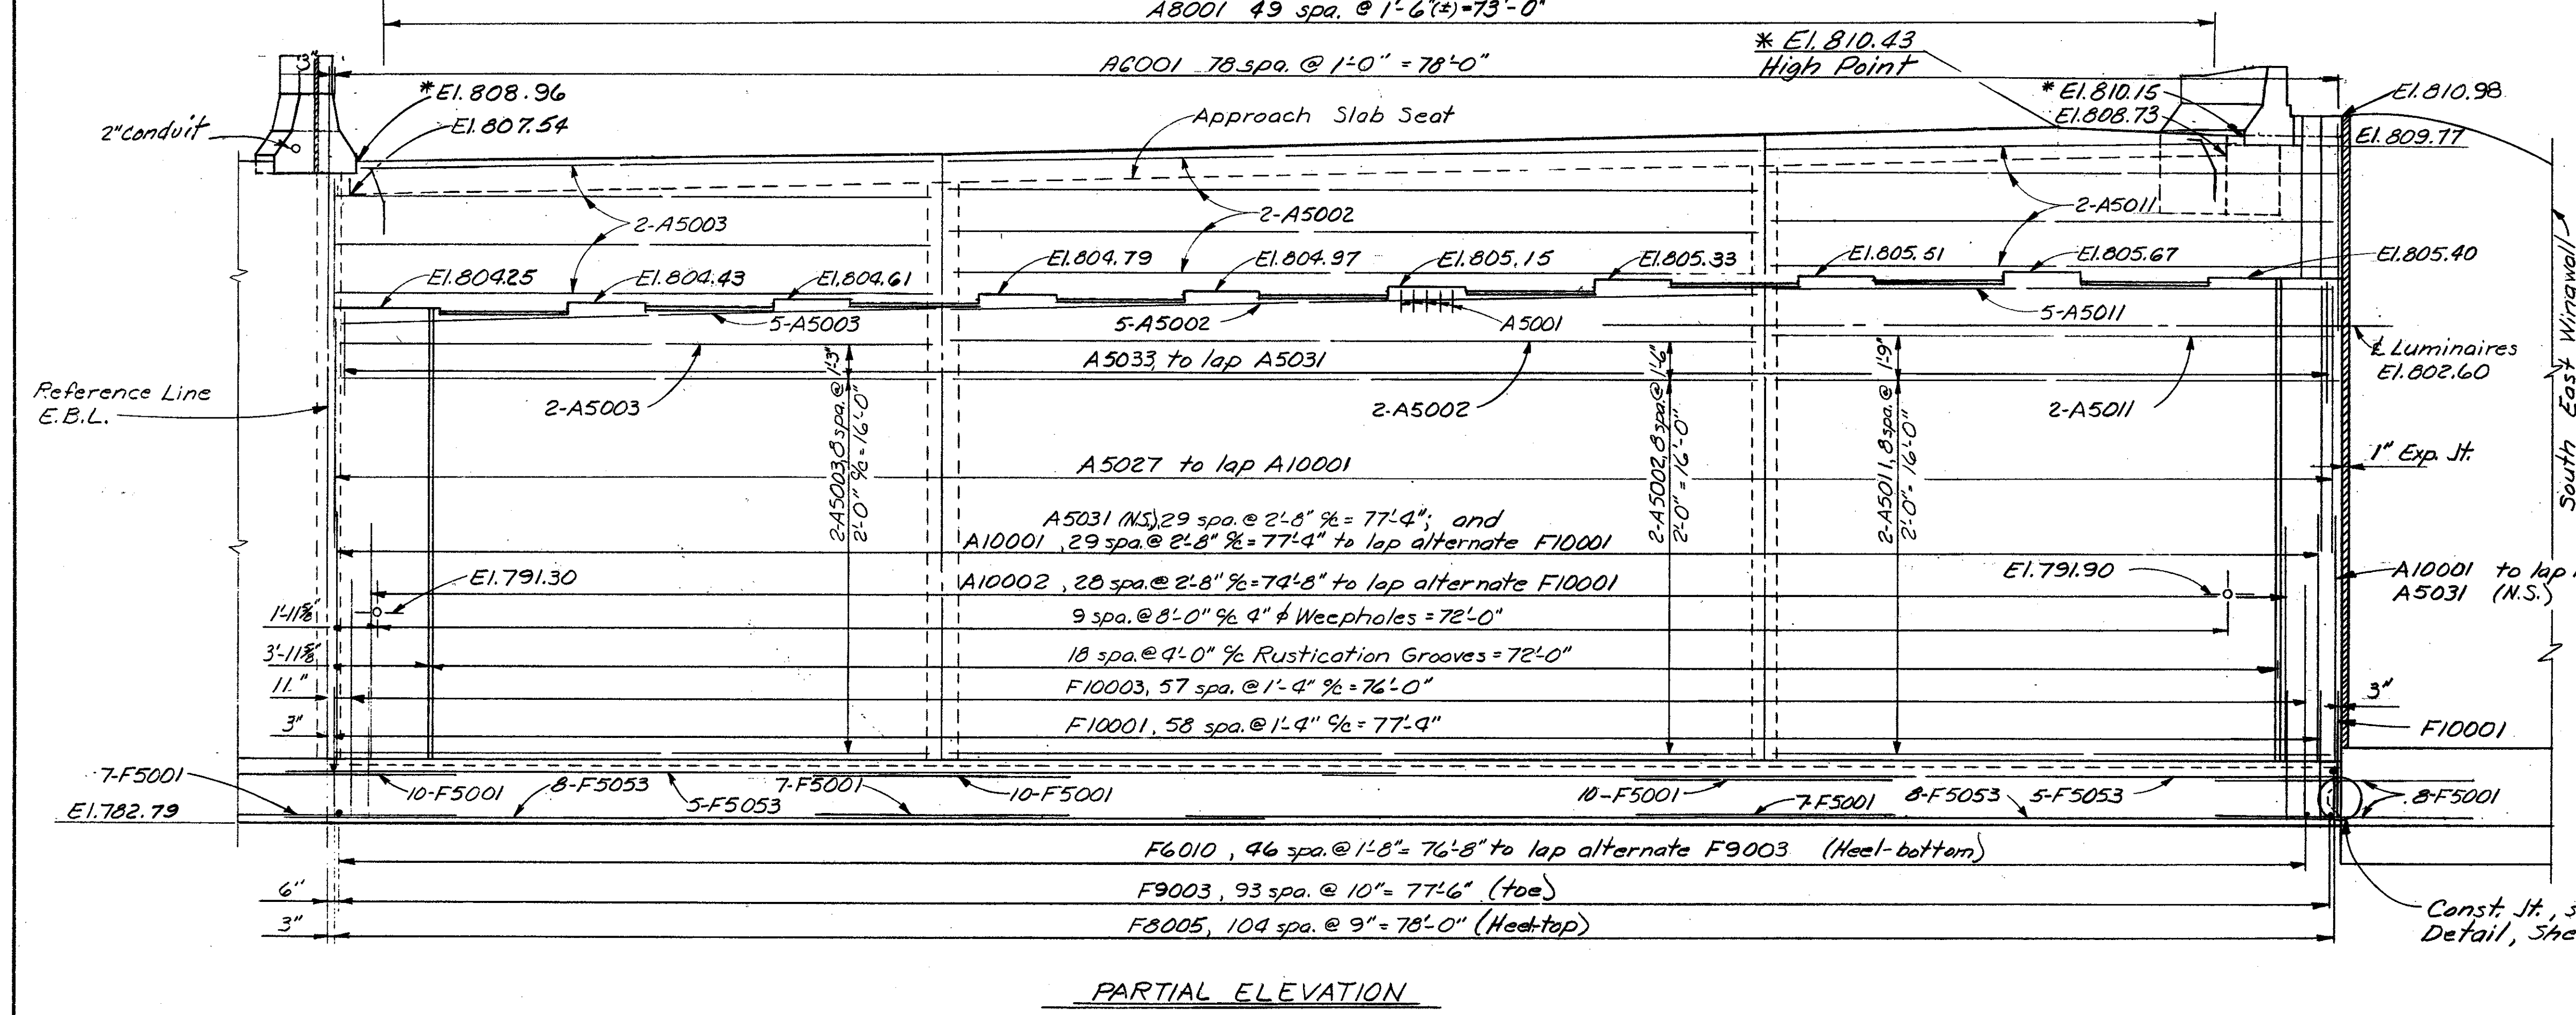 A8001 49 spa. @ 1'-6"(±)=73'-0"
3"
A6001 78 spa. @ 1'-0" = 78'-0"
* El. 810.43
High Point
* El. 808.96
El. 807.54
2" Conduit
Approach Slab Seat
* El. 810.15
El. 808.73
El. 810.98
El. 809.77
2-A5003
2-A5002
2-A5011
El. 804.25
El. 804.43
El. 804.61
El. 804.79
El. 804.97
El. 805.15
El. 805.33
El. 805.51
El. 805.67
El. 805.40
5-A5003
5-A5002
A5001
5-A5011
A5033, to lap A5031
℄ Luminaires
El. 802.60
South East Wingwall
Reference Line
E.B.L.
2-A5003
2-A5002
2-A5011
2-A5003, 8 spa. @ 1'-3"
2'-0" c/c = 16'-0"
2-A5002, 8 spa. @ 1'-6"
2'-0" = 16'-0"
2-A5011, 8 spa. @ 1'-9"
2'-0" = 16'-0"
A5027 to lap A10001
1" Exp. Jt.
A5031 (N.S.), 29 spa. @ 2'-8" c/c = 77'-4"; and
A10001, 29 spa. @ 2'-8" c/c = 77'-4" to lap alternate F10001
El. 791.30
A10002, 28 spa. @ 2'-8" c/c = 74'-8" to lap alternate F10001
El. 791.90
A10001 to lap
A5031 (N.S.)
1'-11⅝"
9 spa. @ 8'-0" c/c 4" ϕ Weepholes = 72'-0"
3'-11⅝"
18 spa. @ 4'-0" c/c Rustication Grooves = 72'-0"
11"
F10003, 57 spa. @ 1'-4" c/c = 76'-0"
3"
3"
F10001, 58 spa. @ 1'-4" c/c = 77'-4"
F10001
7-F5001
10-F5001
8-F5053
5-F5053
7-F5001
10-F5001
10-F5001
7-F5001
8-F5053
5-F5053
8-F5001
El. 782.79
F6010, 46 spa. @ 1'-8" = 76'-8" to lap alternate F9003 (Heel-bottom)
6"
F9003, 93 spa. @ 10" = 77'-6" (toe)
3"
F8005, 104 spa. @ 9" = 78'-0" (Heel-top)
Const. Jt.,
Detail,
PARTIAL ELEVATION